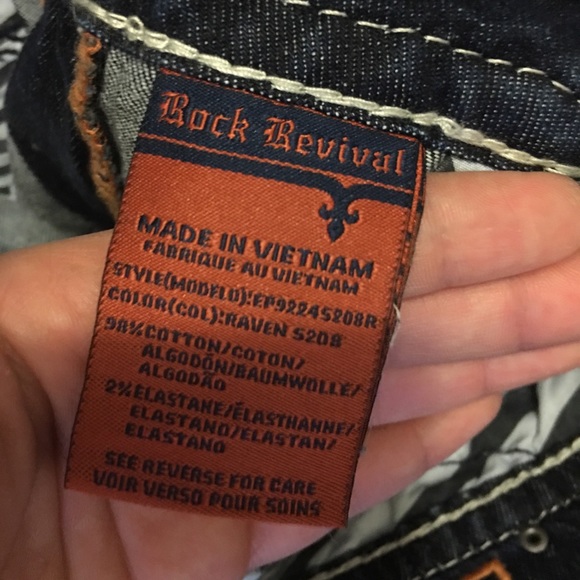 Rock Revival
MADE IN VIETNAM
FABRIQUE AU VIETNAM
STYLE(MODELO):EP9224S208R
COLOR(COL):RAVEN S208
98%COTTON/COTON/
ALGODÓN/BAUMWOLLE/
ALGODÃO
2%ELASTANE/ÉLASTHANNE/
ELASTANO/ELASTAN/
ELASTANO
SEE REVERSE FOR CARE
VOIR VERSO POUR SOINS